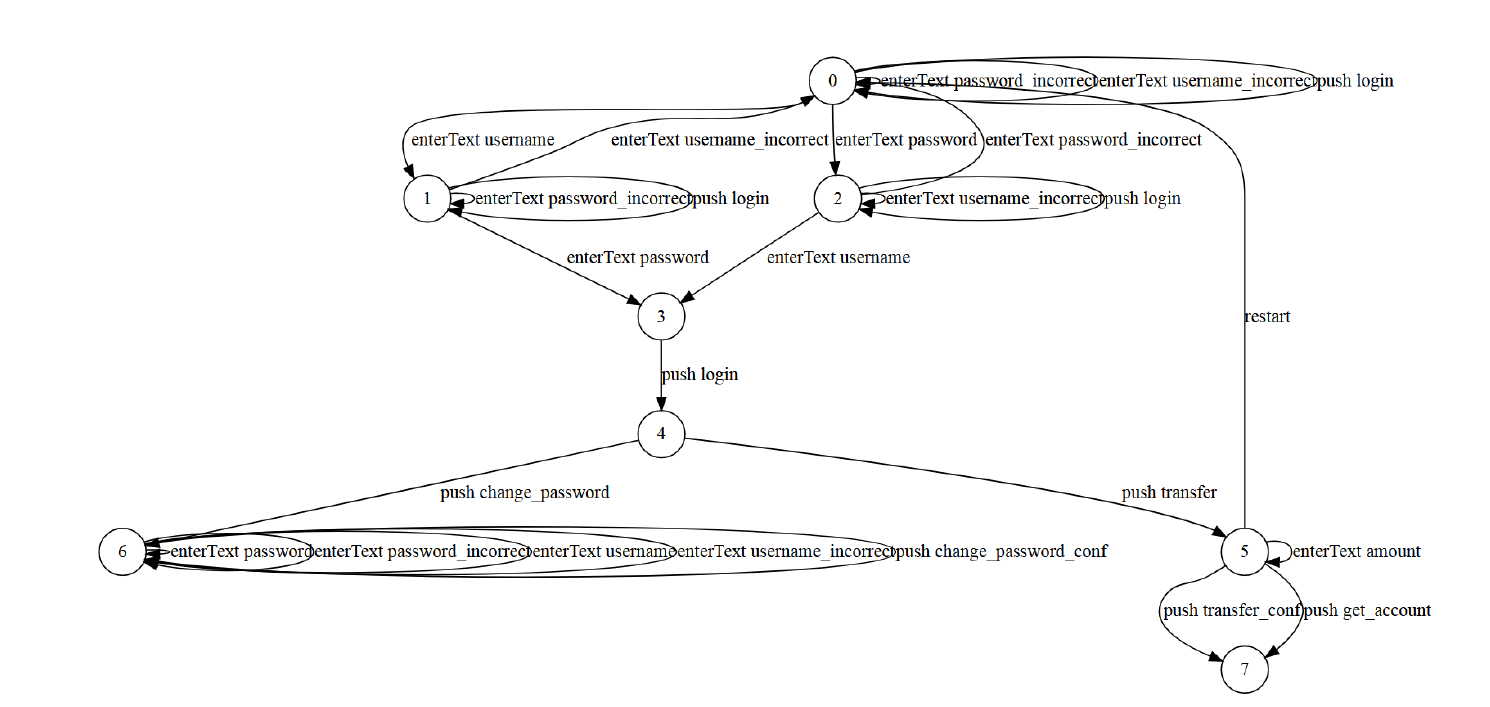 0
enterText password_incorrect
enterText username_incorrect
push login
enterText username
enterText username_incorrect
enterText password
enterText password_incorrect
1
enterText password_incorrect
push login
2
enterText username_incorrect
push login
enterText password
enterText username
3
restart
push login
4
push change_password
push transfer
6
enterText password
enterText password_incorrect
enterText username
enterText username_incorrect
push change_password_conf
5
enterText amount
push transfer_conf
push get_account
7